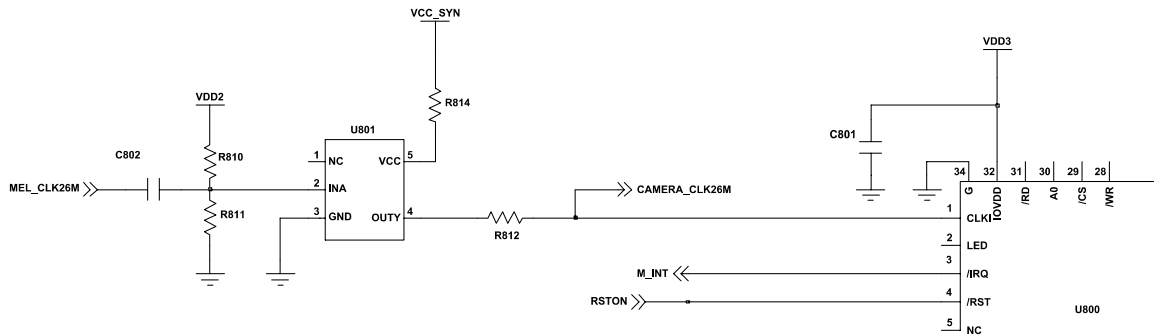 VCC_SYN
VDD3
VDD2
R814
U801
C801
C802
R810
1 NC VCC 5
34 32 31 30 29 28
MEL_CLK26M
2 INA
CAMERA_CLK26M
G IOVDD /RD A0 /CS /WR
R811
3 GND OUTY 4
1 CLKI
R812
2 LED
M_INT
3 /IRQ
RSTON
4 /RST
U800
5 NC